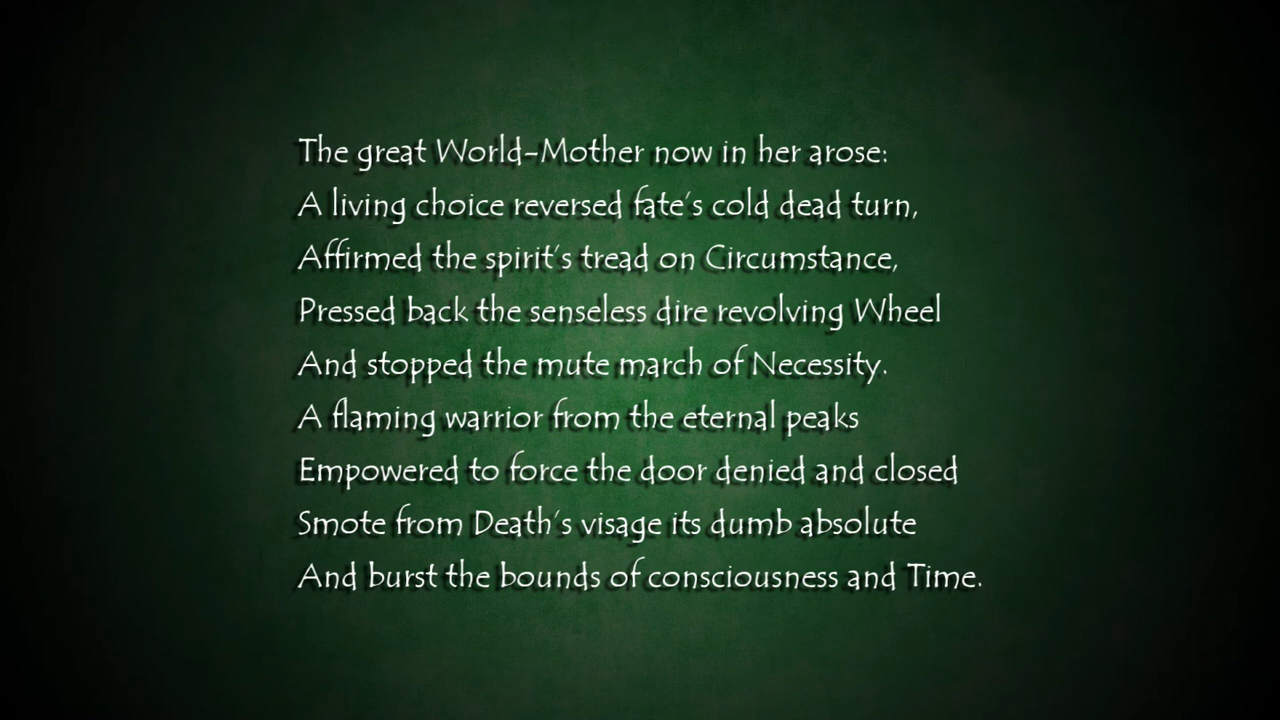 The great World-Mother now in her arose:
A living choice reversed fate's cold dead turn,
Affirmed the spirit's tread on Circumstance,
Pressed back the senseless dire revolving Wheel
And stopped the mute march of Necessity.
A flaming warrior from the eternal peaks
Empowered to force the door denied and closed
Smote from Death's visage its dumb absolute
And burst the bounds of consciousness and Time.